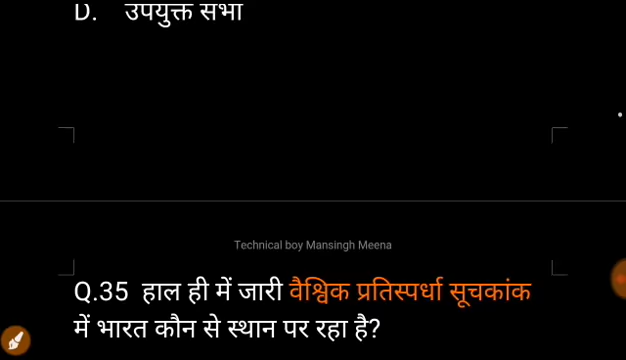 D. उपयुक्त सभा
Technical boy Mansingh Meena
Q.35 हाल ही में जारी वैश्विक प्रतिस्पर्धा सूचकांक
में भारत कौन से स्थान पर रहा है?